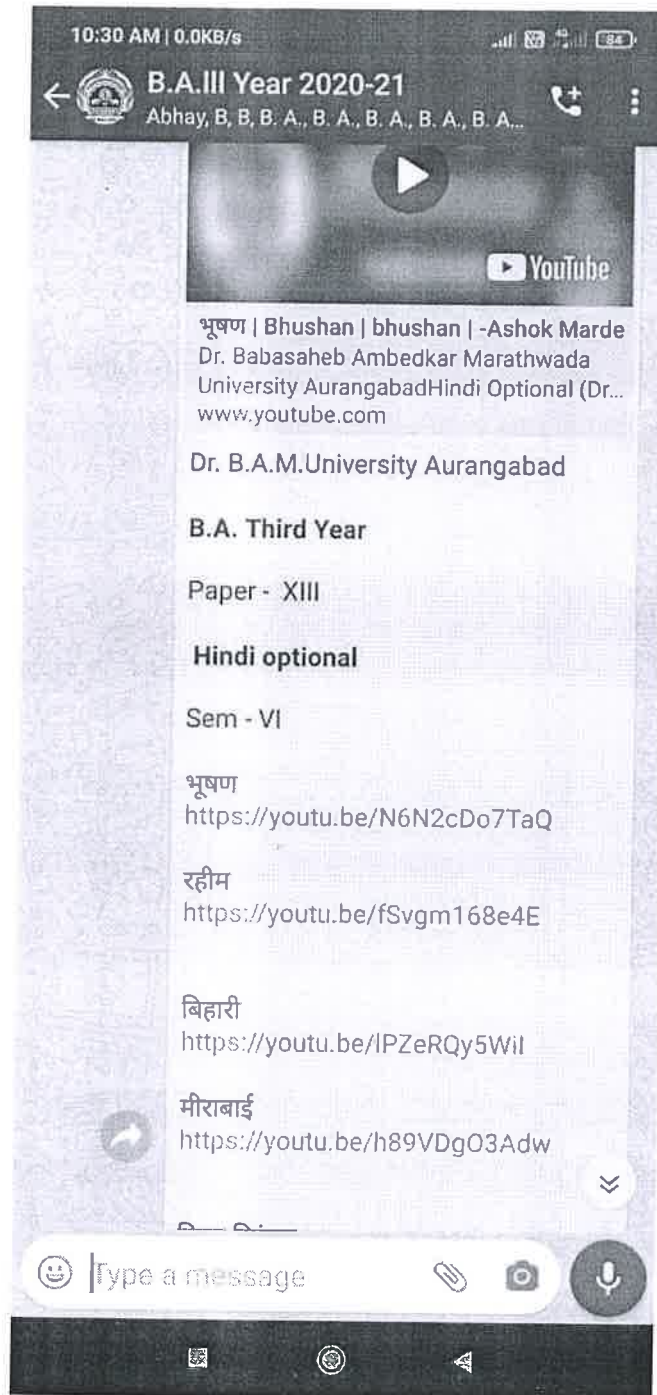 10:30 AM | 0.0KB/s
84
B.A.III Year 2020-21
Abhay, B, B, B. A., B. A., B. A., B. A., B. A...
YouTube
भूषण | Bhushan | bhushan | -Ashok Marde
Dr. Babasaheb Ambedkar Marathwada
University AurangabadHindi Optional (Dr...
www.youtube.com
Dr. B.A.M.University Aurangabad
B.A. Third Year
Paper - XIII
Hindi optional
Sem - VI
भूषण
https://youtu.be/N6N2cDo7TaQ
रहीम
https://youtu.be/fSvgm168e4E
बिहारी
https://youtu.be/lPZeRQy5WiI
मीराबाई
https://youtu.be/h89VDgO3Adw
Type a message